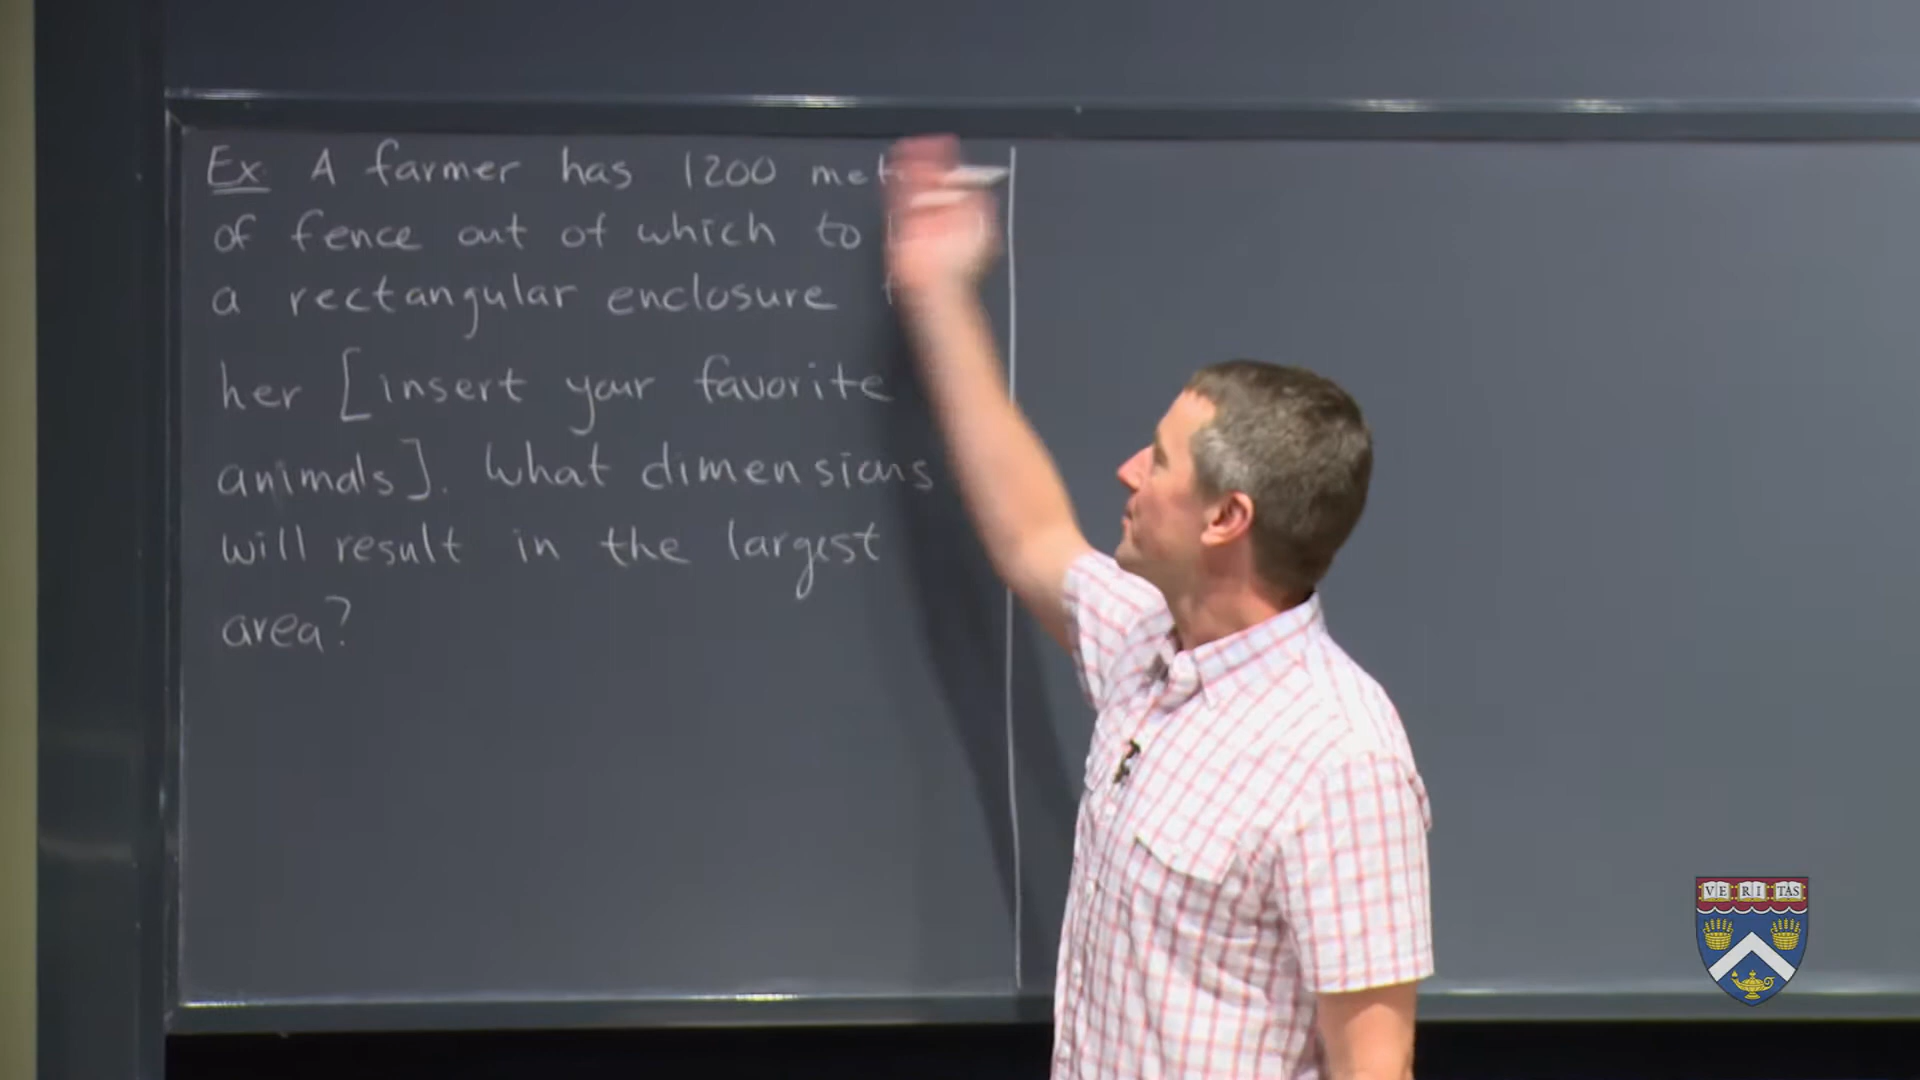 Ex. A farmer has 1200
of fence out of which to
a rectangular enclosure
her [insert your favorite
animals]. What dimensions
will result in the largest
area?
VE RI TAS